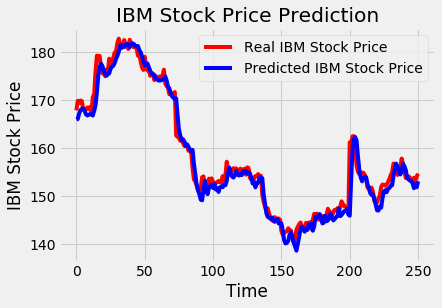 IBM Stock Price Prediction
Real IBM Stock Price
Predicted IBM Stock Price
IBM Stock Price
180
170
160
150
140
0 50 100 150 200 250
Time